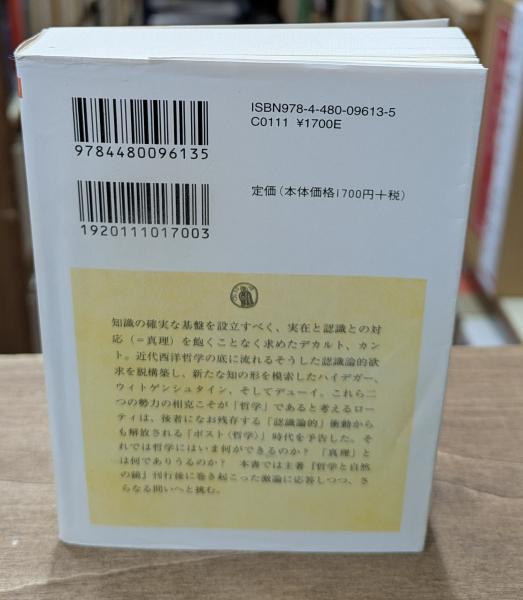 ISBN978-4-480-09613-5
C0111 ¥1700E
9784480096135
定価(本体価格1700円+税)
1920111017003
知識の確実な基盤を設立すべく、実在と認識との対
応(=真理)を飽くことなく求めたデカルト、カン
ト。近代西洋哲学の底に流れるそうした認識論的欲
求を脱構築し、新たな知の形を模索したハイデガー、
ウィトゲンシュタイン、そしてデューイ。これら二
つの勢力の相克こそが「哲学」であると考えるロー
ティは、後者になお残存する「認識論的」衝動から
も解放される「ポスト〈哲学〉」時代を予告した。そ
れでは哲学にはいま何ができるのか? 「真理」と
は何でありうるのか? 本書では主著『哲学と自然
の鏡』刊行後に巻き起こった激論に応答しつつ、さ
らなる問いへと挑む。